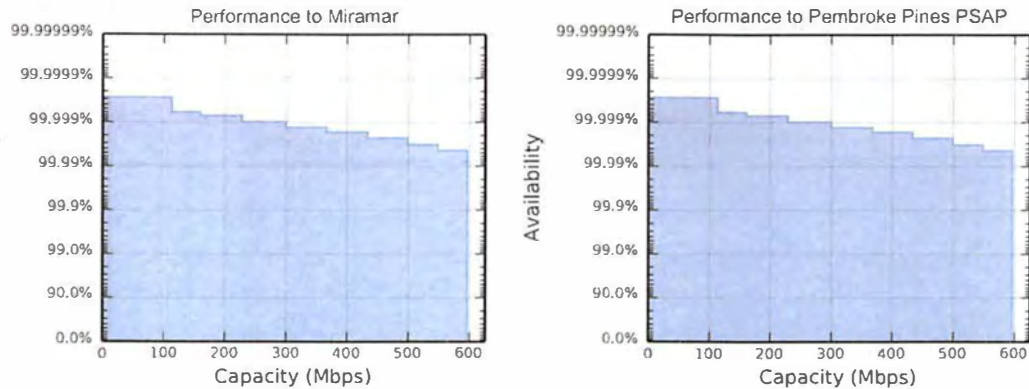 Performance to Miramar
99.99999%
99.9999%
99.999%
99.99%
99.9%
99.0%
90.0%
0.0%
0 100 200 300 400 500 600
Capacity (Mbps)
Performance to Pembroke Pines PSAP
Availability
99.99999%
99.9999%
99.999%
99.99%
99.9%
99.0%
90.0%
0.0%
0 100 200 300 400 500 600
Capacity (Mbps)